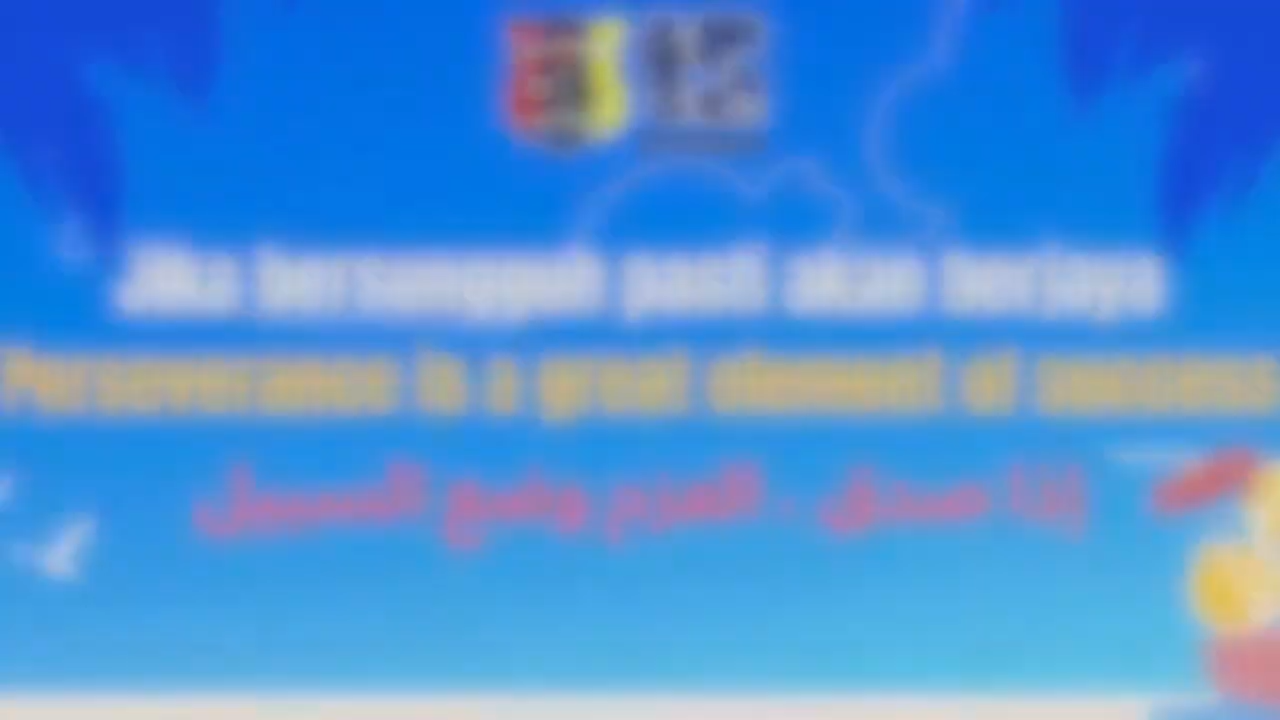 Jika bersungguh pasti akan berjaya
Perseverance is a great element of success
إذا صدق العزم وضح السبيل